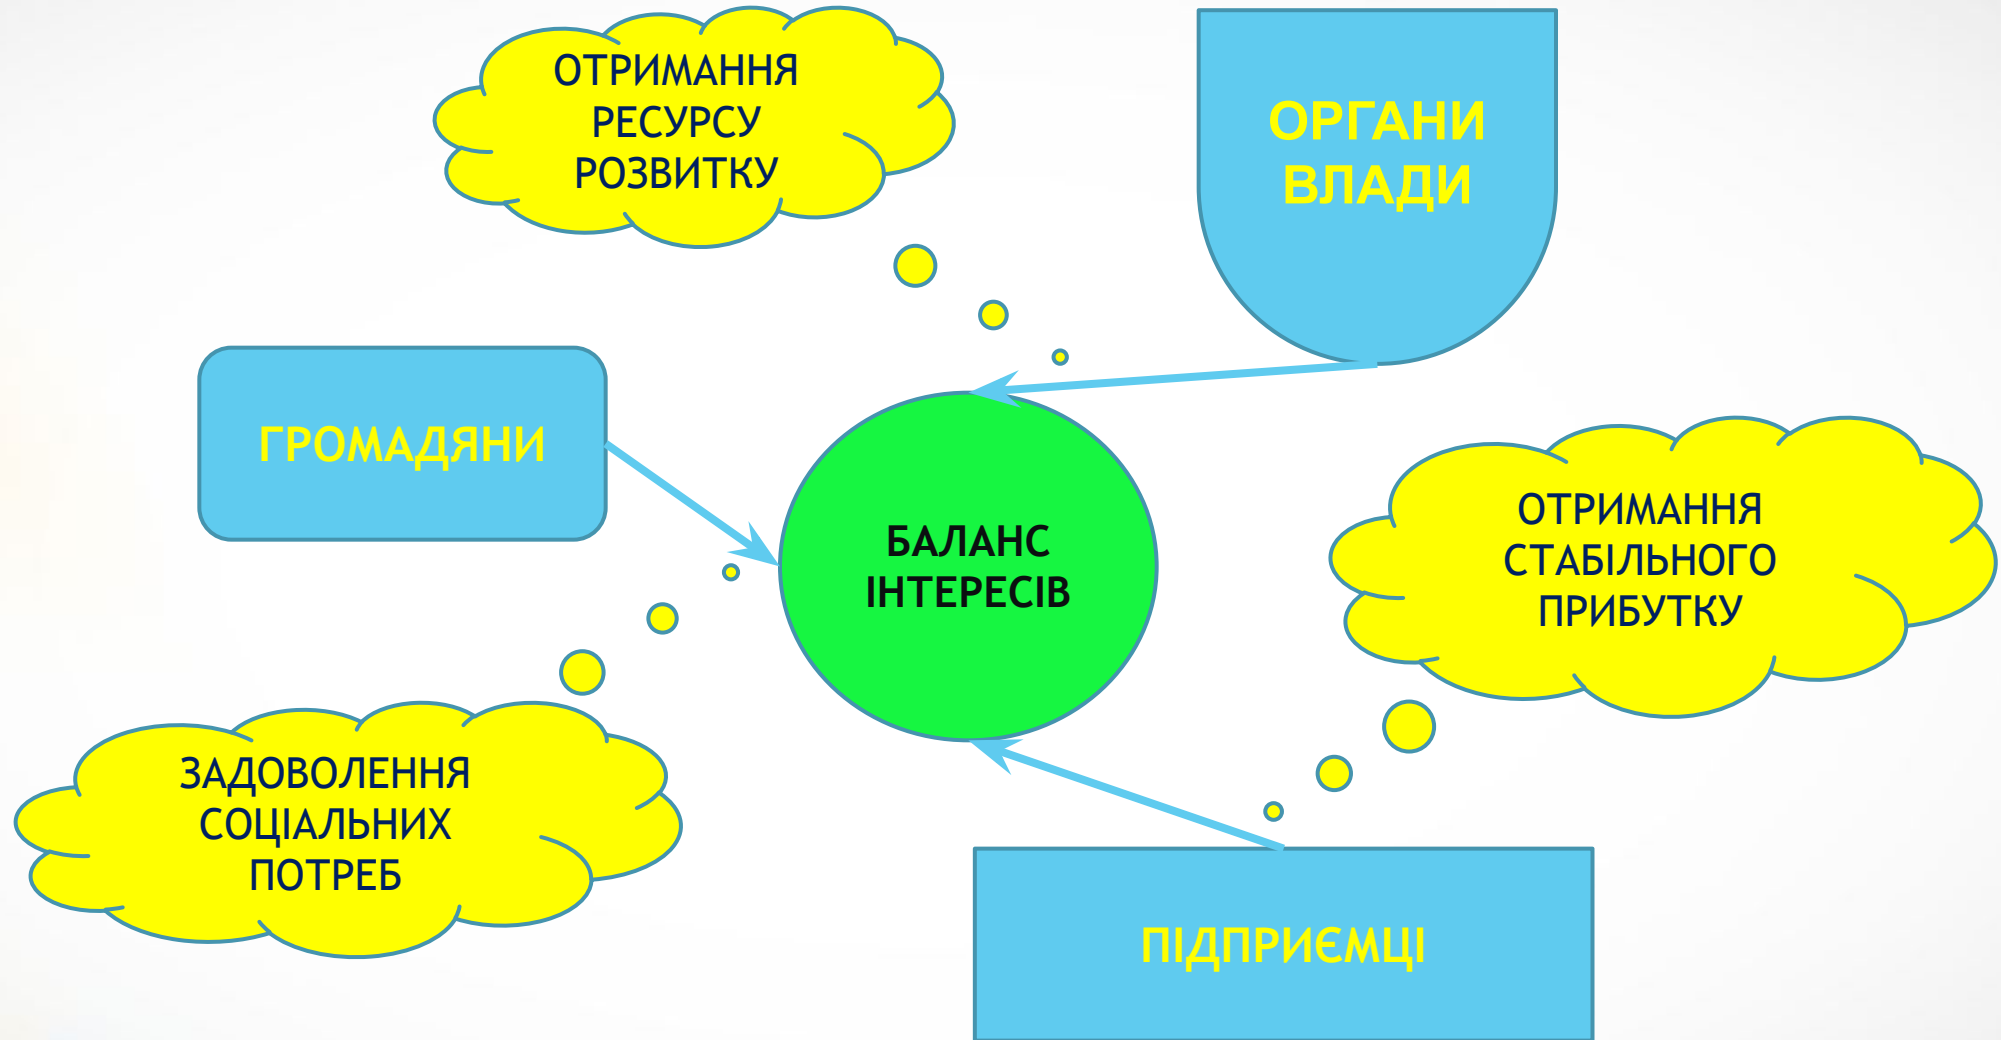 ОТРИМАННЯ
РЕСУРСУ
РОЗВИТКУ
ОРГАНИ
ВЛАДИ
ГРОМАДЯНИ
БАЛАНС
ІНТЕРЕСІВ
ОТРИМАННЯ
СТАБІЛЬНОГО
ПРИБУТКУ
ЗАДОВОЛЕННЯ
СОЦІАЛЬНИХ
ПОТРЕБ
ПІДПРИЄМЦІ